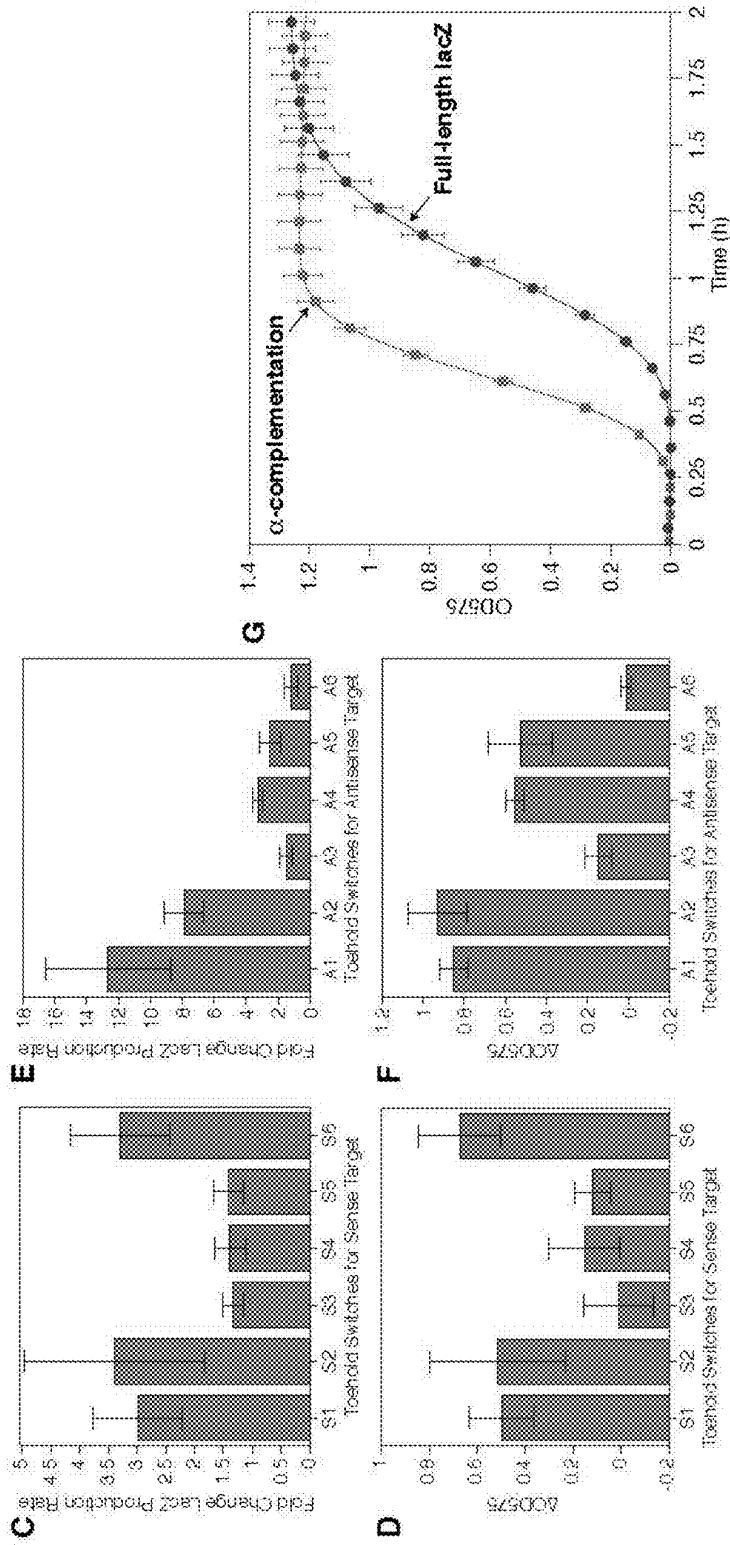 C
Fold Change LacZ Production Rate
5
4.5
4
3.5
3
2.5
2
1.5
1
0.5
0
S1 S2 S3 S4 S5 S6
Toehold Switches for Sense Target
E
Fold Change LacZ Production Rate
18
16
14
12
10
8
6
4
2
0
A1 A2 A3 A4 A5 A6
Toehold Switches for Antisense Target
D
ΔOD575
1
0.8
0.6
0.4
0.2
0
-0.2
S1 S2 S3 S4 S5 S6
Toehold Switches for Sense Target
F
ΔOD575
1.2
1
0.8
0.6
0.4
0.2
0
-0.2
A1 A2 A3 A4 A5 A6
Toehold Switches for Antisense Target
G
OD575
1.4
1.2
1
0.8
0.6
0.4
0.2
0
α-complementation
Full-length lacZ
0 0.25 0.5 0.75 1 1.25 1.5 1.75 2
Time (h)